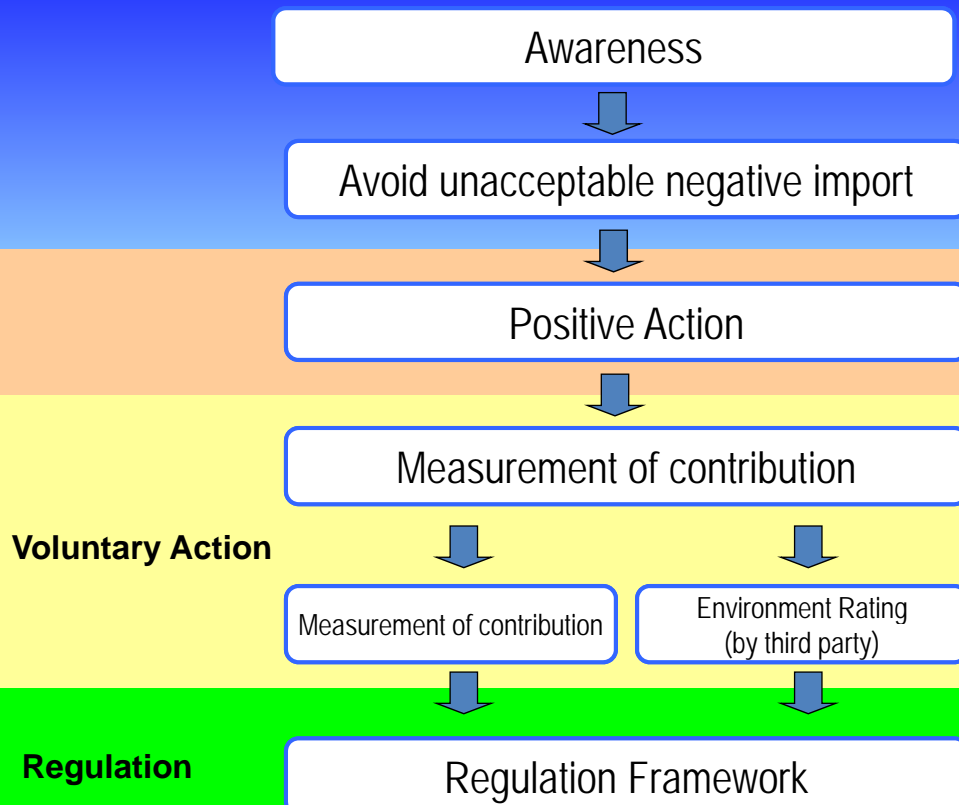 Awareness
Avoid unacceptable negative import
Positive Action
Measurement of contribution
Voluntary Action
Measurement of contribution
Environment Rating
(by third party)
Regulation
Regulation Framework